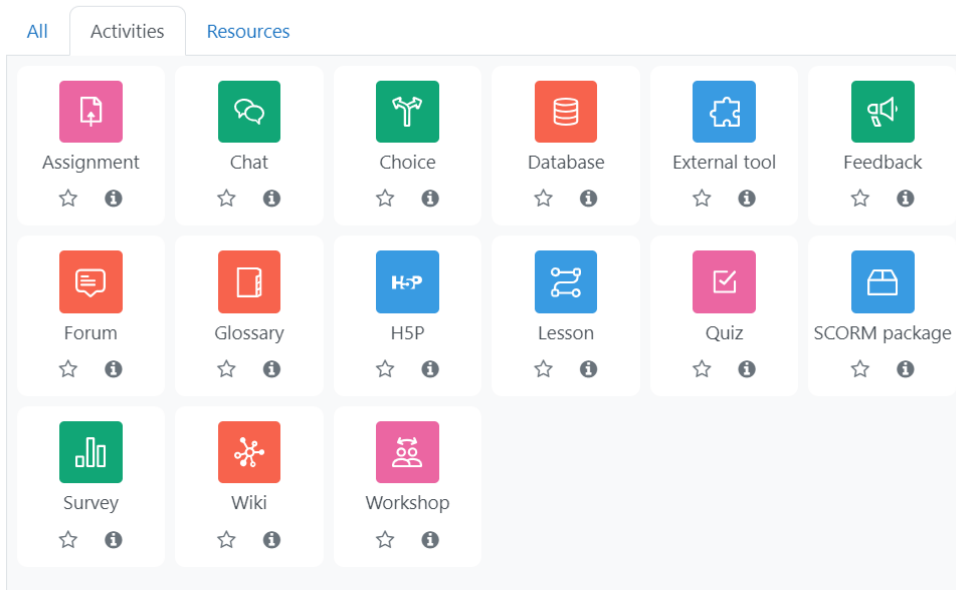 All Activities Resources
Assignment Chat Choice Database External tool Feedback
Forum Glossary H5P Lesson Quiz SCORM package
Survey Wiki Workshop